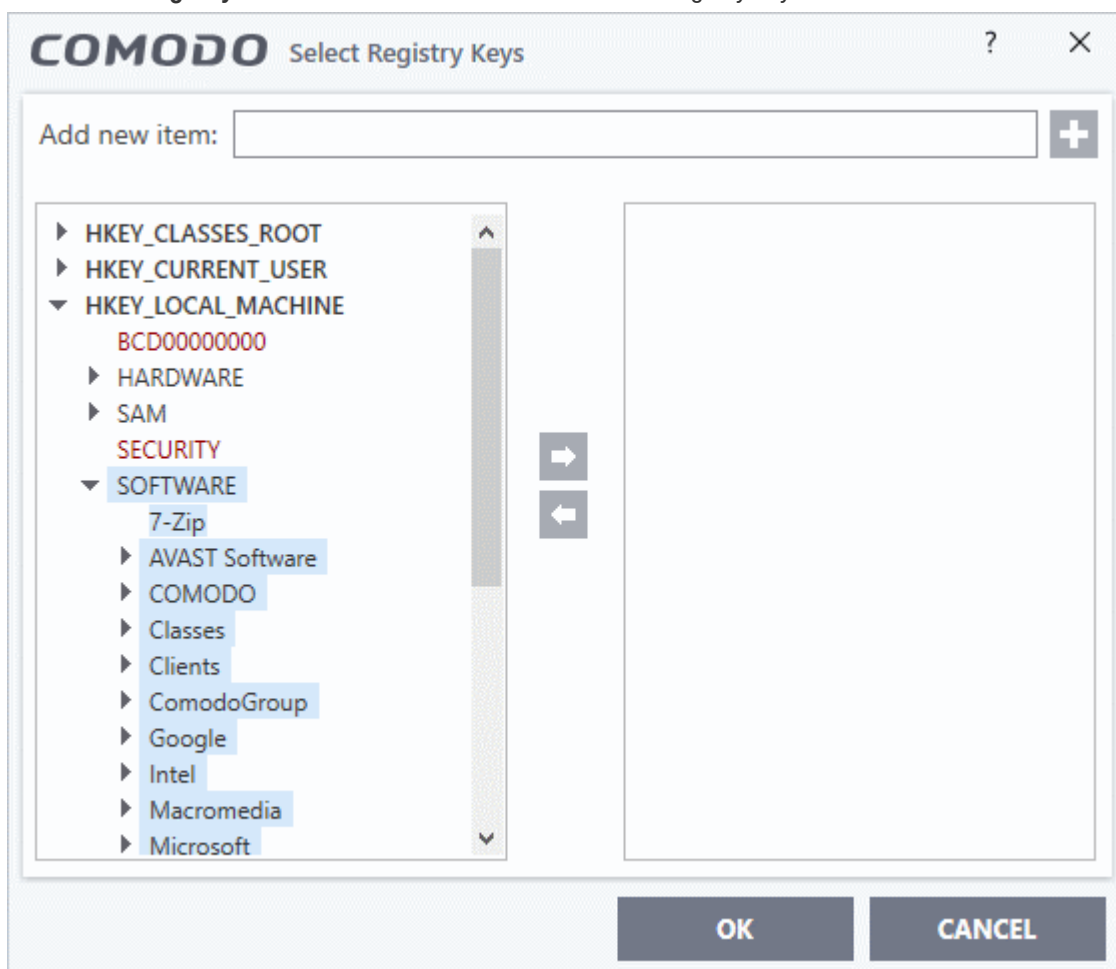 COMODO Select Registry Keys ? X
Add new item:
HKEY_CLASSES_ROOT
HKEY_CURRENT_USER
HKEY_LOCAL_MACHINE
BCD00000000
HARDWARE
SAM
SECURITY
SOFTWARE
7-Zip
AVAST Software
COMODO
Classes
Clients
ComodoGroup
Google
Intel
Macromedia
Microsoft
OK CANCEL